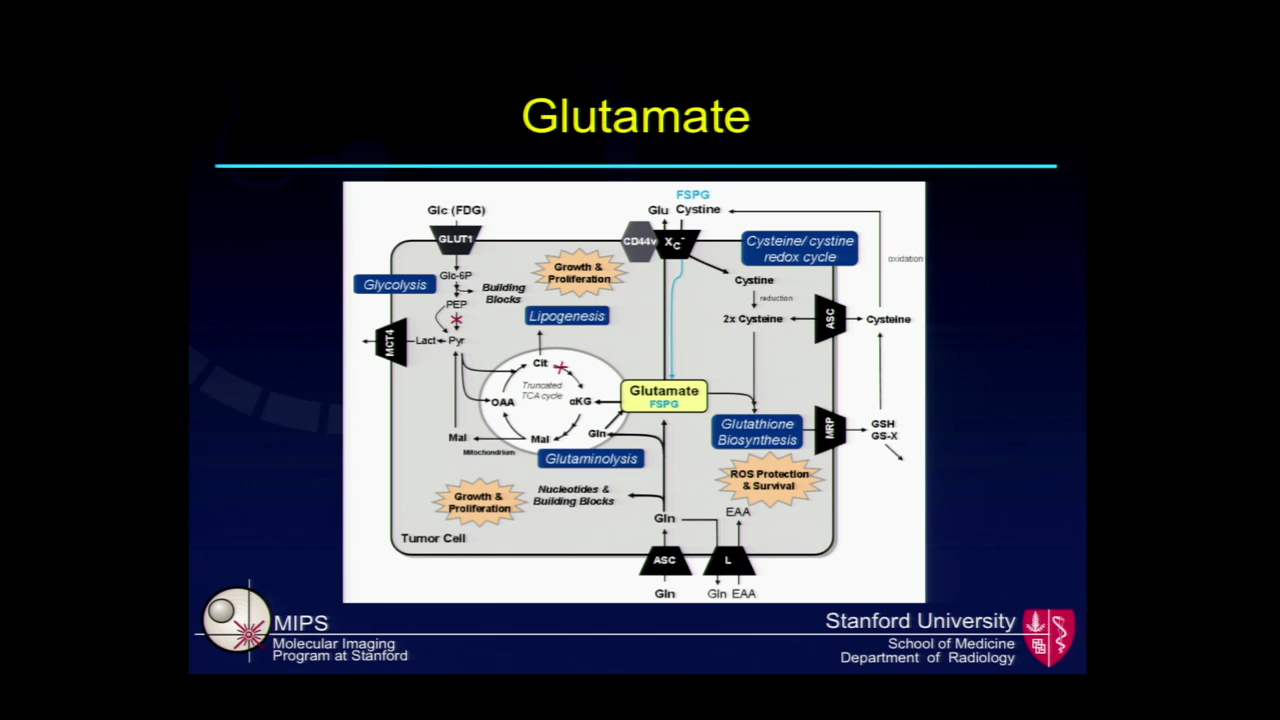 Glutamate
FSPG
Glc (FDG)
Glu Cystine
GLUT1
CD44v
Xc-
Cysteine/ cystine
redox cycle
oxidation
Growth &
Proliferation
Glc-6P
Glycolysis
Building
Blocks
Cystine
reduction
PEP
Lipogenesis
2x Cysteine
ASC
Cysteine
MCT4
Lact
Pyr
Cit
Truncated
TCA cycle
OAA
αKG
Glutamate
FSPG
Glutathione
Biosynthesis
MRP
GSH
GS-X
Mal
Mal
Gln
Mitochondrium
Glutaminolysis
ROS Protection
& Survival
Growth &
Proliferation
Nucleotides &
Building Blocks
Gln
EAA
Tumor Cell
ASC
L
Gln
Gln EAA
MIPS
Molecular Imaging
Program at Stanford
Stanford University
School of Medicine
Department of Radiology